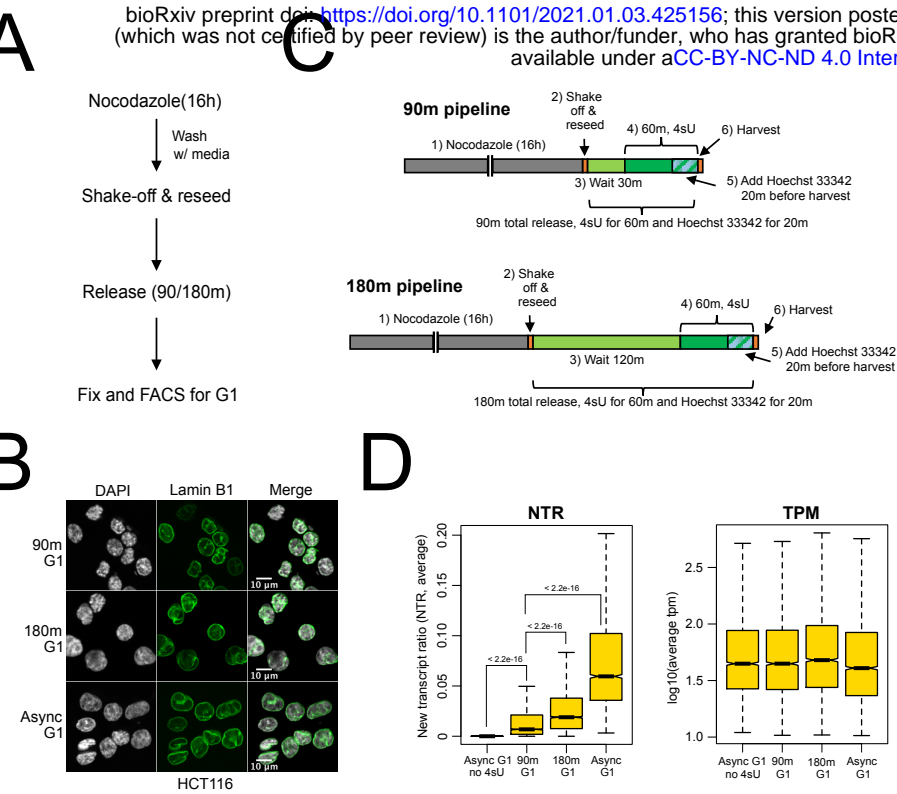 bioRxiv preprint doi: https://doi.org/10.1101/2021.01.03.425156; this version poste
(which was not certified by peer review) is the author/funder, who has granted bioR
available under aCC-BY-NC-ND 4.0 Inter
A
Nocodazole(16h)
Wash
w/ media
Shake-off & reseed
Release (90/180m)
Fix and FACS for G1
C
90m pipeline
1) Nocodazole (16h)
2) Shake
off &
reseed
3) Wait 30m
4) 60m, 4sU
6) Harvest
5) Add Hoechst 33342
20m before harvest
90m total release, 4sU for 60m and Hoechst 33342 for 20m
180m pipeline
1) Nocodazole (16h)
2) Shake
off &
reseed
3) Wait 120m
4) 60m, 4sU
6) Harvest
5) Add Hoechst 33342
20m before harvest
180m total release, 4sU for 60m and Hoechst 33342 for 20m
B
DAPI Lamin B1 Merge
90m
G1
10 µm
180m
G1
10 µm
Async
G1
10 µm
HCT116
D
NTR
New transcript ratio (NTR, average)
0.20
0.15
0.10
0.05
0
< 2.2e-16
< 2.2e-16
< 2.2e-16
Async G1 90m 180m Async
no 4sU G1 G1 G1
TPM
log10(average tpm)
2.5
2.0
1.5
1.0
Async G1 90m 180m Async
no 4sU G1 G1 G1